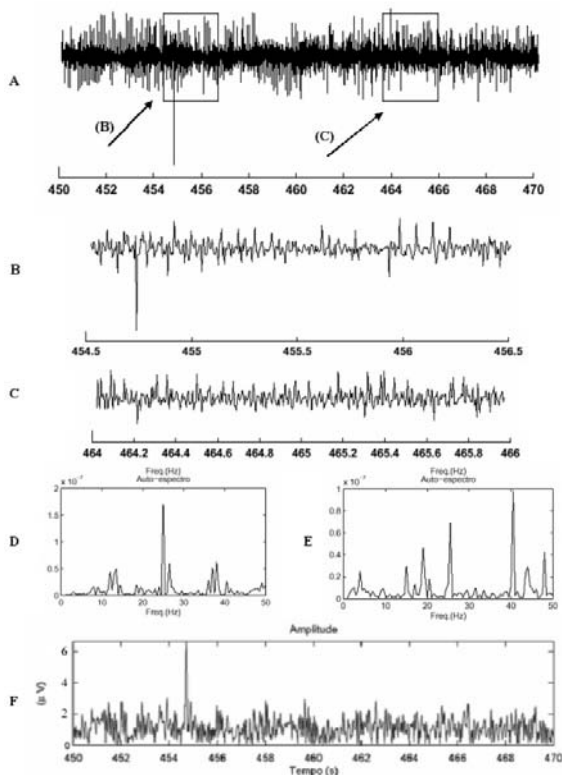 A
(B)
(C)
450 452 454 456 458 460 462 464 466 468 470
B
454.5 455 455.5 456 456.5
C
464 464.2 464.4 464.6 464.8 465 465.2 465.4 465.5 465.8 466
Freq.(Hz)
Auto-espectro
Freq.(Hz)
Auto-espectro
D
2
1.5
1
0.5
0
0 10 20 30 40 50
Freq.(Hz)
E
1
0.8
0.6
0.4
0.2
0
0 10 20 30 40 50
Freq.(Hz)
Amplitude
F
(μ V)
6
4
2
0
450 452 454 456 458 460 462 464 466 468 470
Tempo (s)